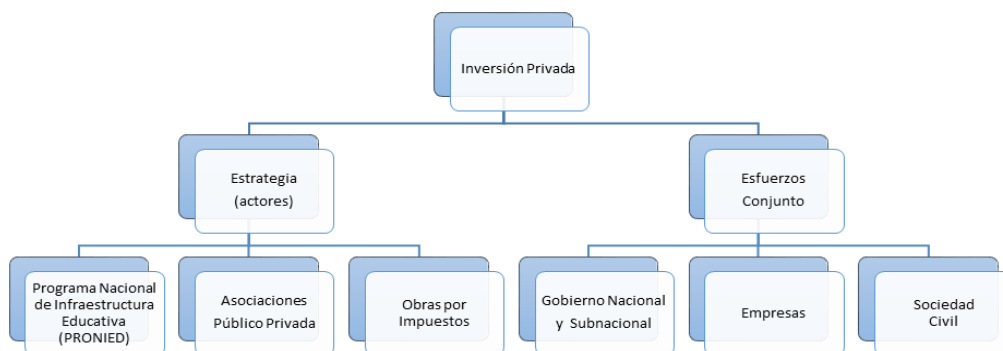 Inversión Privada
Estrategia
(actores)
Esfuerzos
Conjunto
Programa Nacional
de Infraestructura
Educativa
(PRONIED)
Asociaciones
Público Privada
Obras por
Impuestos
Gobierno Nacional
y Subnacional
Empresas
Sociedad
Civil